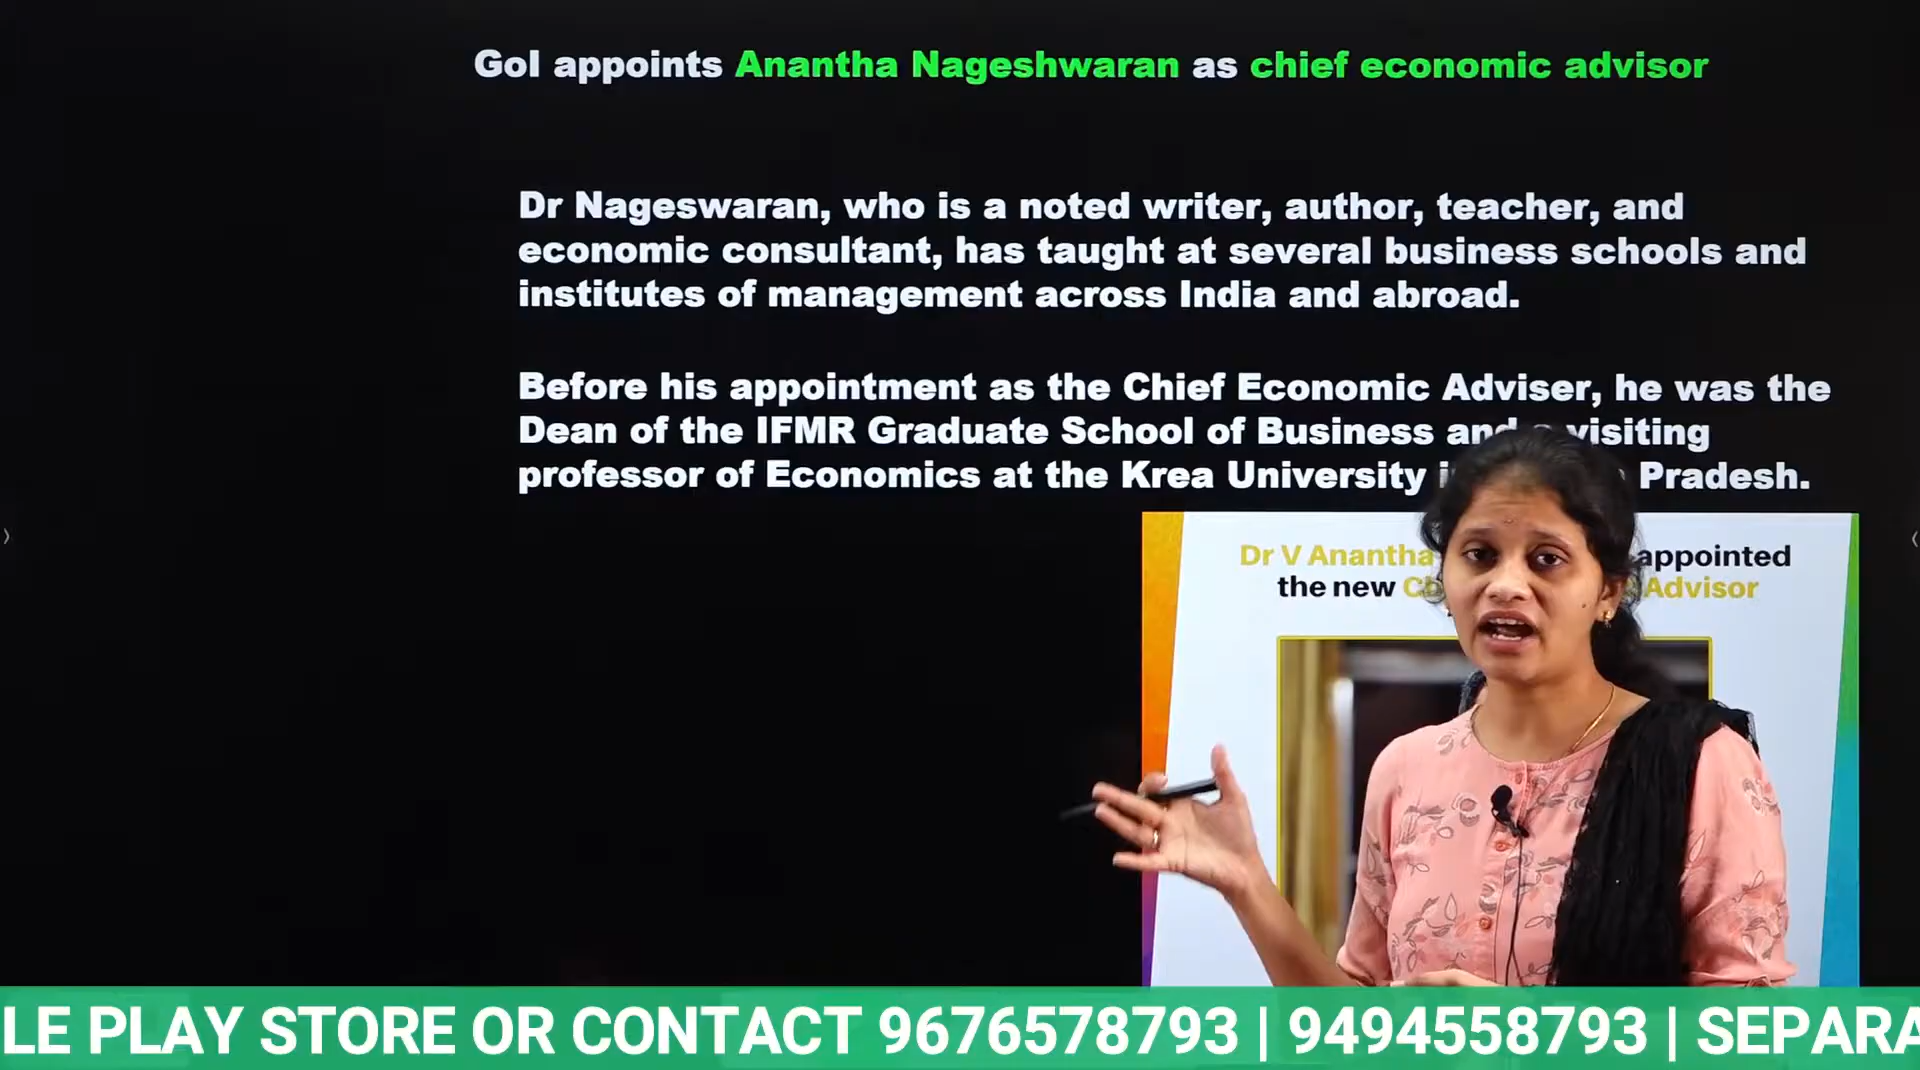 GoI appoints Anantha Nageshwaran as chief economic advisor
Dr Nageswaran, who is a noted writer, author, teacher, and
economic consultant, has taught at several business schools and
institutes of management across India and abroad.
Before his appointment as the Chief Economic Adviser, he was the
Dean of the IFMR Graduate School of Business and a visiting
professor of Economics at the Krea University Pradesh.
Dr V Anantha appointed
the new Advisor
LE PLAY STORE OR CONTACT 9676578793 | 9494558793 | SEPARA